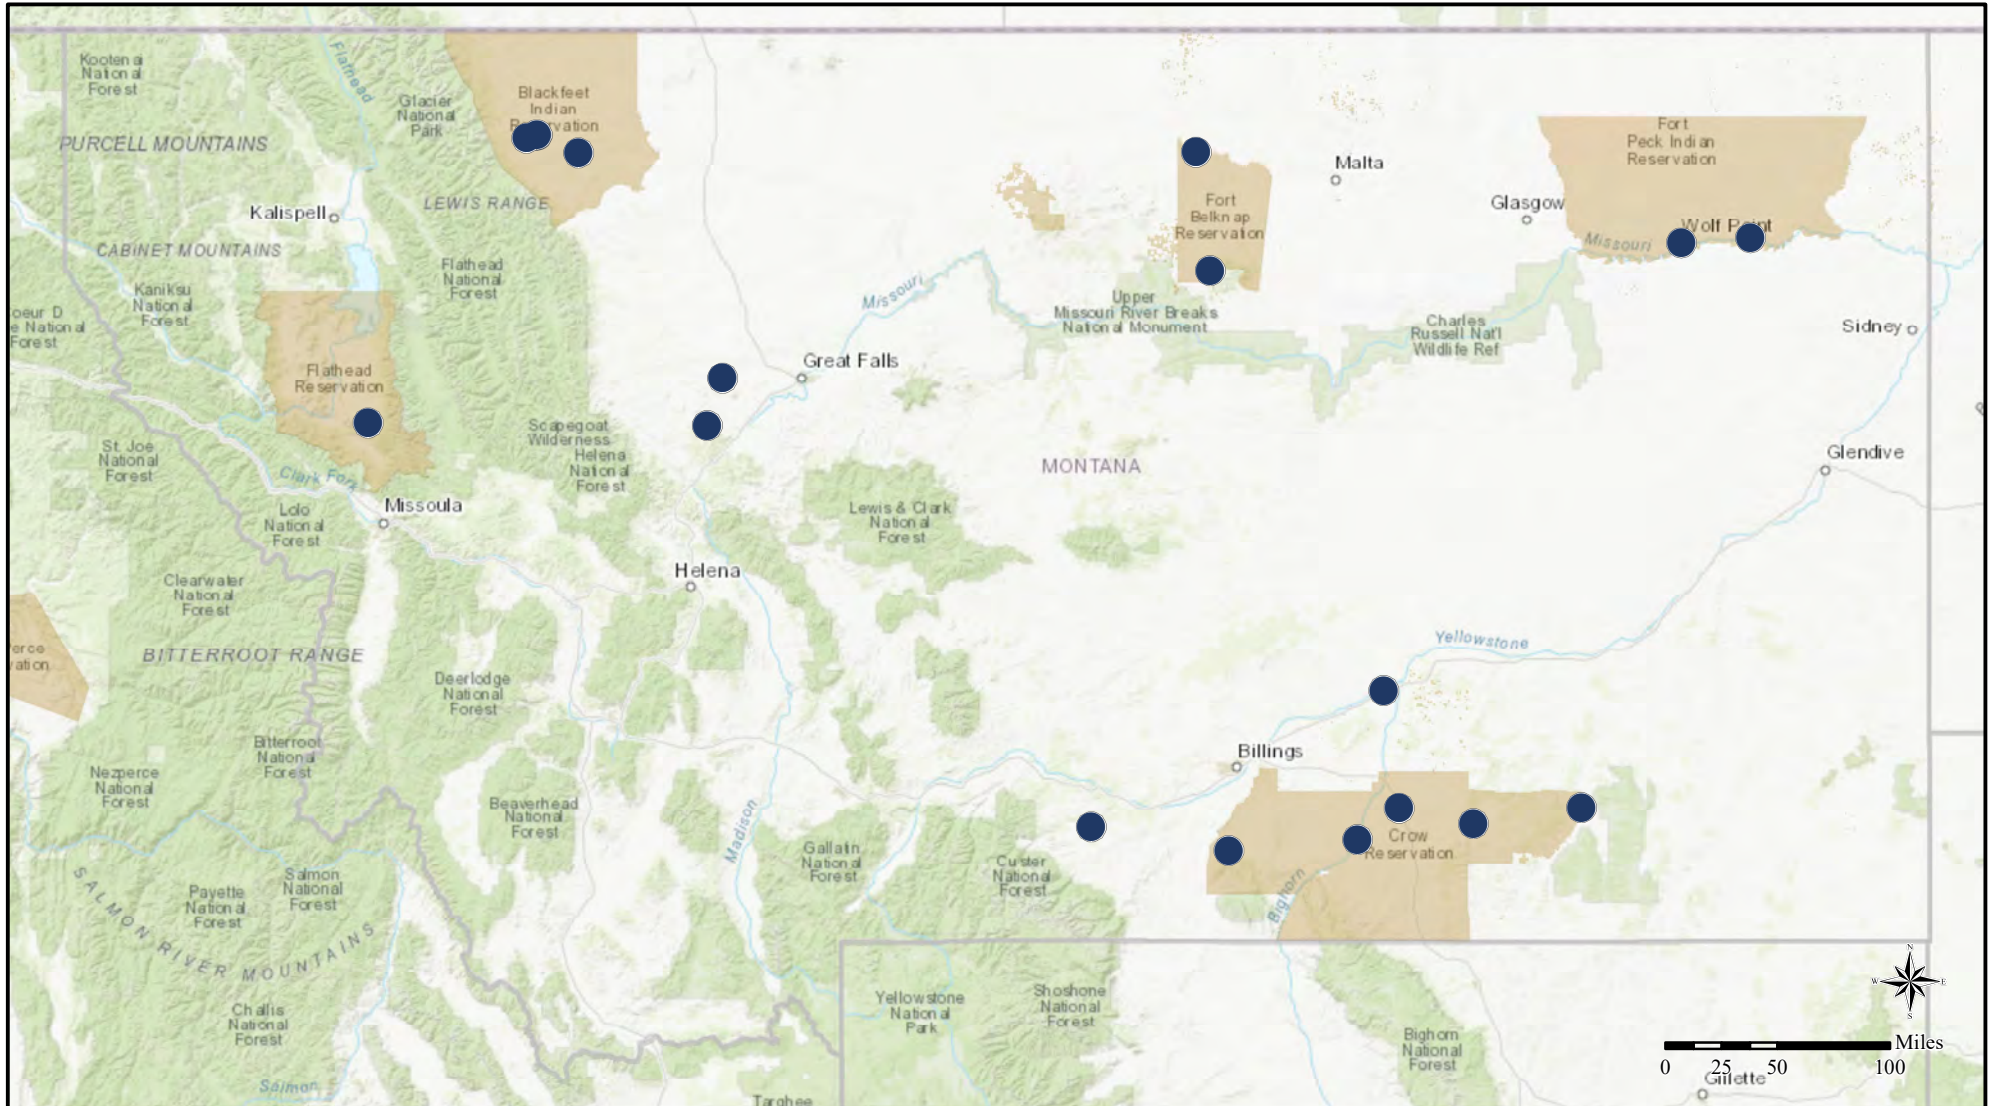 Kootenai
National
Forest
Flathead
Glacier
National
Park
Blackfeet
Indian
Reservation
PURCELL MOUNTAINS
Malta
Fort
Peck Indian
Reservation
Kalispell
LEWIS RANGE
Fort
Belknap
Reservation
Glasgow
Wolf Point
Missouri
CABINET MOUNTAINS
Flathead
National
Forest
Kaniksu
National
Forest
Missouri
Upper
Missouri River Breaks
National Monument
Charles
Russell Nat'l
Wildlife Ref
Sidney
oeur D
e National
Forest
Flathead
Reservation
Great Falls
St. Joe
National
Forest
Scapegoat
Wilderness
Helena
National
Forest
MONTANA
Glendive
Clark Fork
Missoula
Lolo
National
Forest
Lewis & Clark
National
Forest
Helena
Clearwater
National
Forest
erce
vation
BITTERROOT RANGE
Yellowstone
Deerlodge
National
Forest
Bitterroot
National
Forest
Billings
Nezperce
National
Forest
Beaverhead
National
Forest
Madison
Gallatin
National
Forest
Custer
National
Forest
Crow
Reservation
Bighorn
SALMON RIVER MOUNTAINS
Payette
National
Forest
Salmon
National
Forest
Challis
National
Forest
Yellowstone
National
Park
Shoshone
National
Forest
Bighorn
National
Forest
N
W E
S
Miles
0 25 50 100
Gillette
Salmon
Targhee